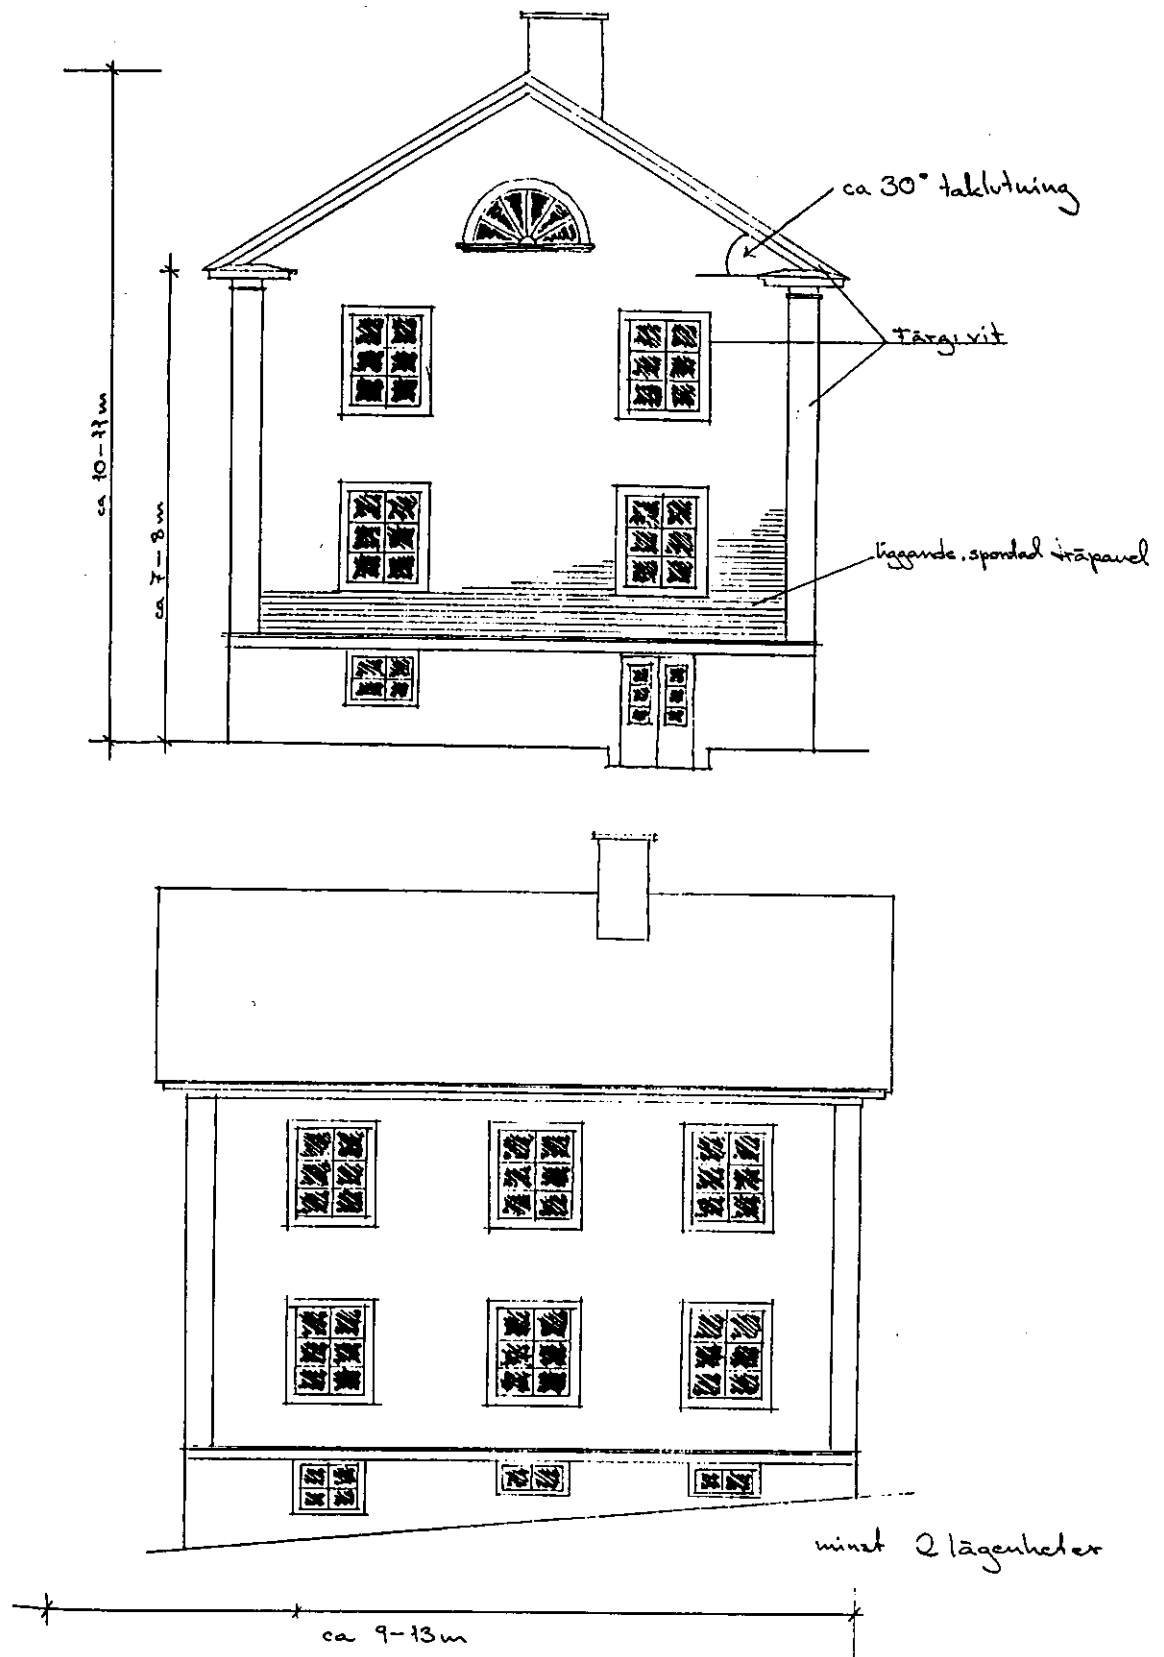 ca 30° taklutning
Färg: vit
ca 10-11 m
ca 7-8 m
liggande, spontad träpanel
minst 2 lägenheter
ca 9-13 m